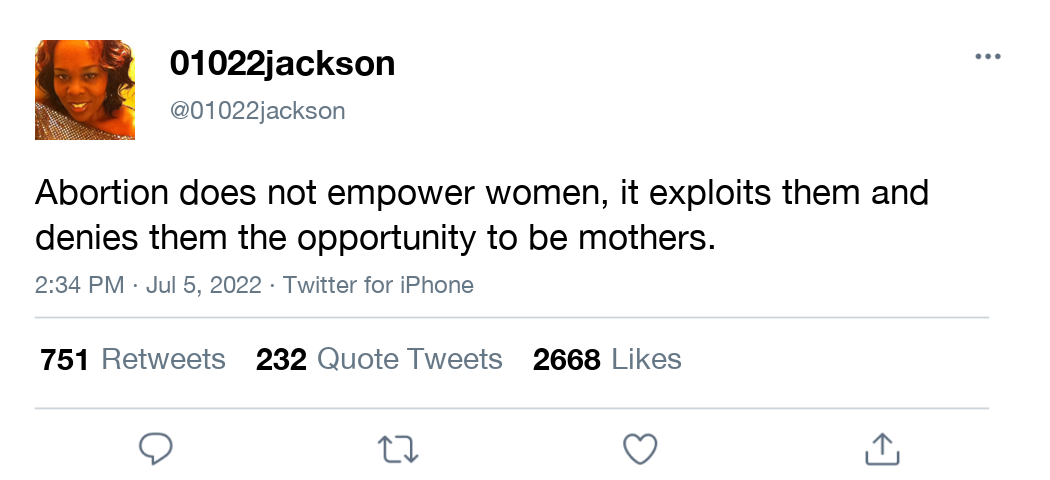 01022jackson
@01022jackson
Abortion does not empower women, it exploits them and
denies them the opportunity to be mothers.
2:34 PM · Jul 5, 2022 · Twitter for iPhone
751 Retweets 232 Quote Tweets 2668 Likes